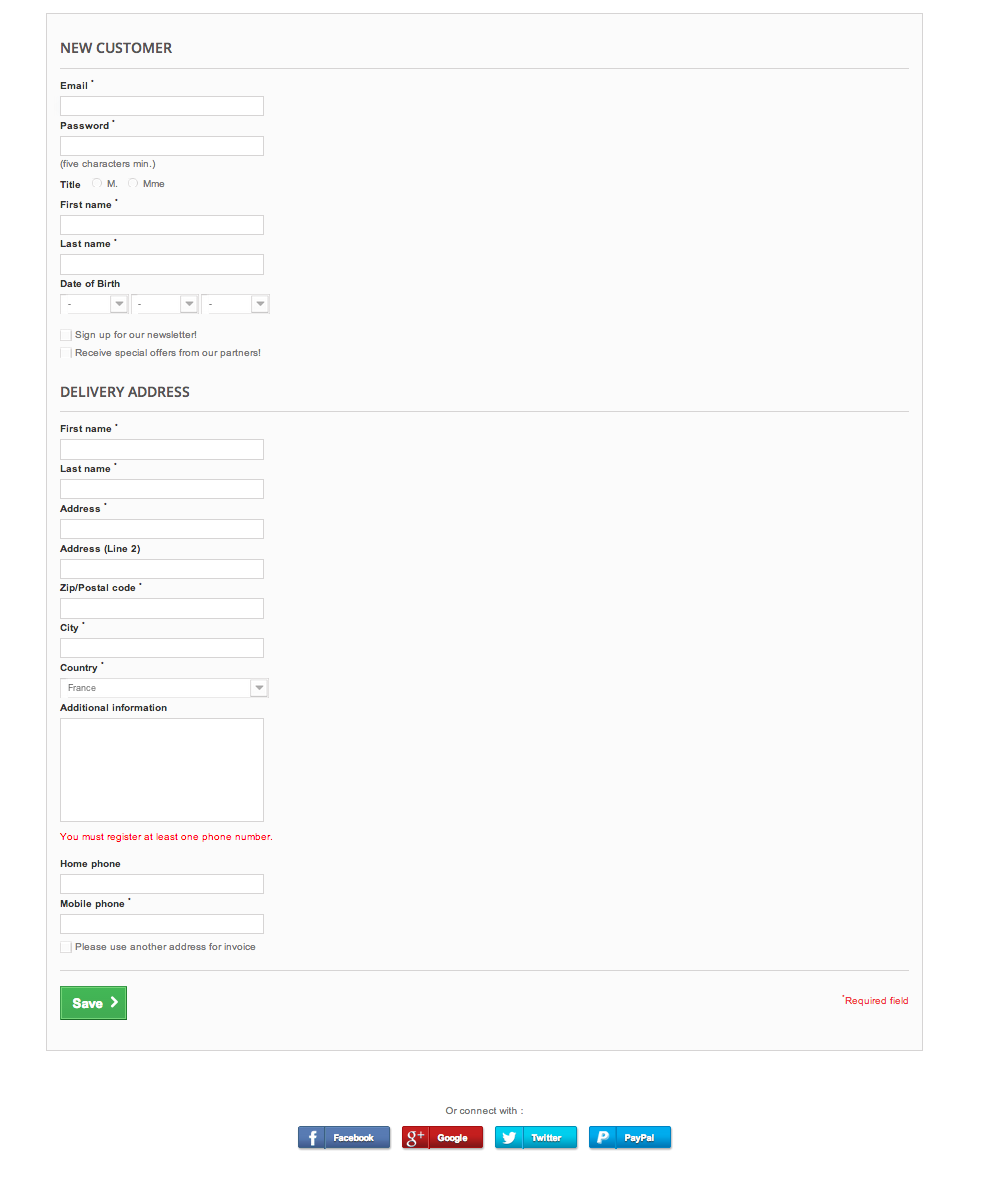 NEW CUSTOMER
Email *
Password *
(five characters min.)
Title M. Mme
First name *
Last name *
Date of Birth
- - -
Sign up for our newsletter!
Receive special offers from our partners!
DELIVERY ADDRESS
First name *
Last name *
Address *
Address (Line 2)
Zip/Postal code *
City *
Country *
France
Additional information
You must register at least one phone number.
Home phone
Mobile phone *
Please use another address for invoice
Save
*Required field
Or connect with :
f Facebook g+ Google Twitter P PayPal